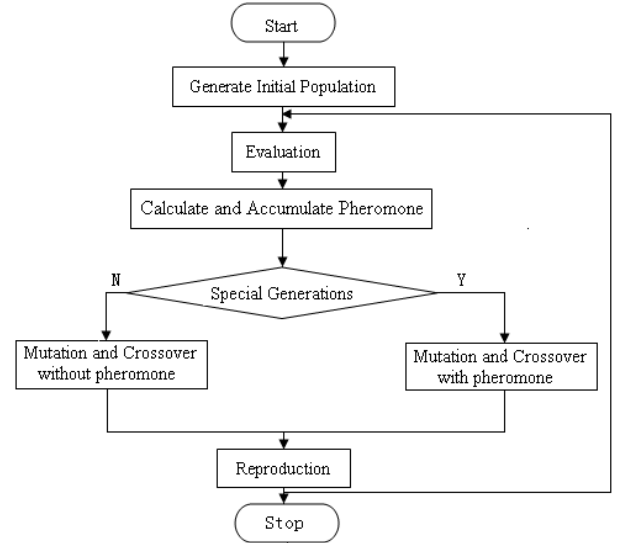 Start
Generate Initial Population
Evaluation
Calculate and Accumulate Pheromone
N
Special Generations
Y
Mutation and Crossover
without pheromone
Mutation and Crossover
with pheromone
Reproduction
Stop